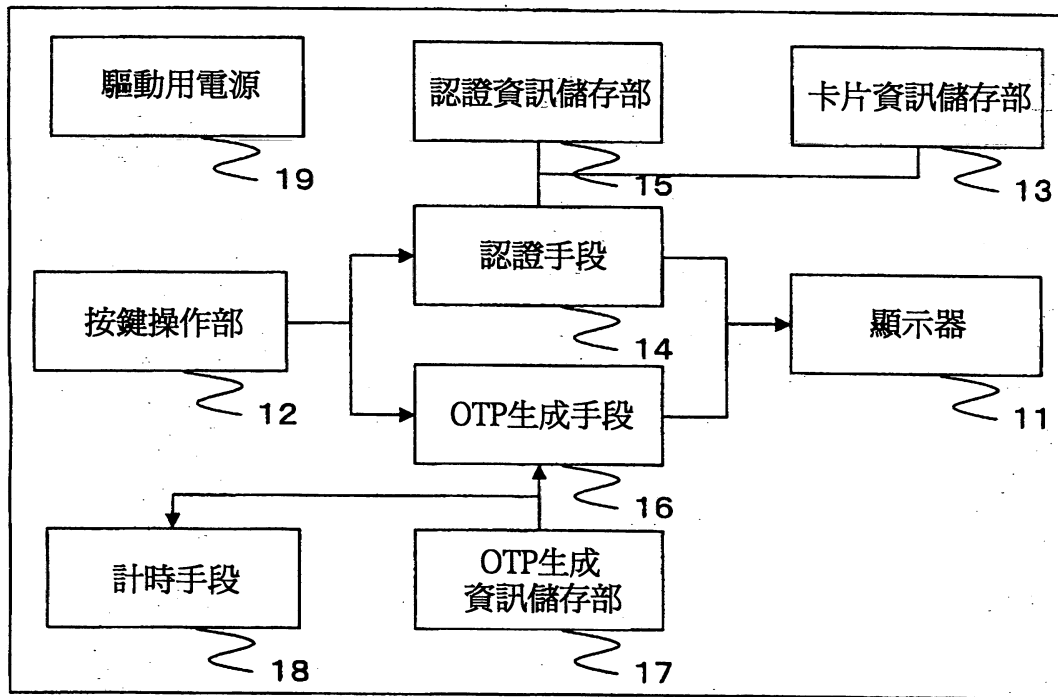 驅動用電源
19
認證資訊儲存部
15
卡片資訊儲存部
13
認證手段
14
按鍵操作部
12
顯示器
11
OTP生成手段
16
計時手段
18
OTP生成
資訊儲存部
17